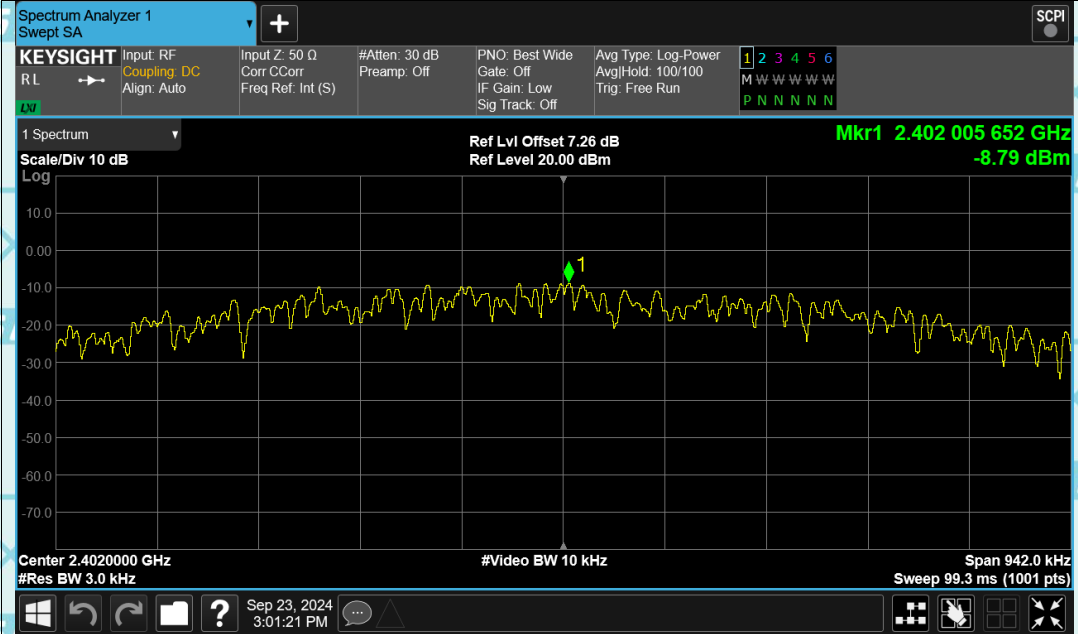 Spectrum Analyzer 1
Swept SA
SCPI
KEYSIGHT
R L
LXI
Input: RF
Coupling: DC
Align: Auto
Input Z: 50 Ω
Corr CCorr
Freq Ref: Int (S)
#Atten: 30 dB
Preamp: Off
PNO: Best Wide
Gate: Off
IF Gain: Low
Sig Track: Off
Avg Type: Log-Power
Avg|Hold: 100/100
Trig: Free Run
1 2 3 4 5 6
M W W W W W
P N N N N N
1 Spectrum
Scale/Div 10 dB
Log
Ref Lvl Offset 7.26 dB
Ref Level 20.00 dBm
Mkr1 2.402 005 652 GHz
-8.79 dBm
10.0
0.00
-10.0
-20.0
-30.0
-40.0
-50.0
-60.0
-70.0
1
Center 2.4020000 GHz
#Res BW 3.0 kHz
#Video BW 10 kHz
Span 942.0 kHz
Sweep 99.3 ms (1001 pts)
Sep 23, 2024
3:01:21 PM